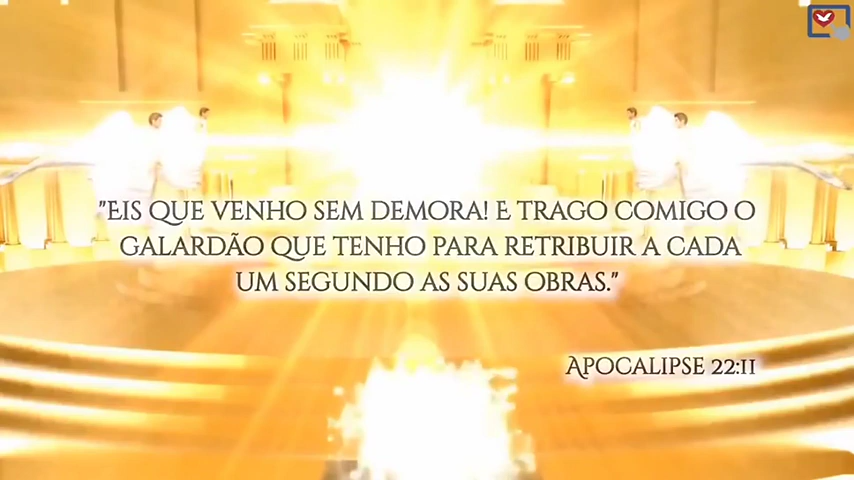 "Eis que venho sem demora! E trago comigo o
galardão que tenho para retribuir a cada
um segundo as suas obras."
Apocalipse 22:11